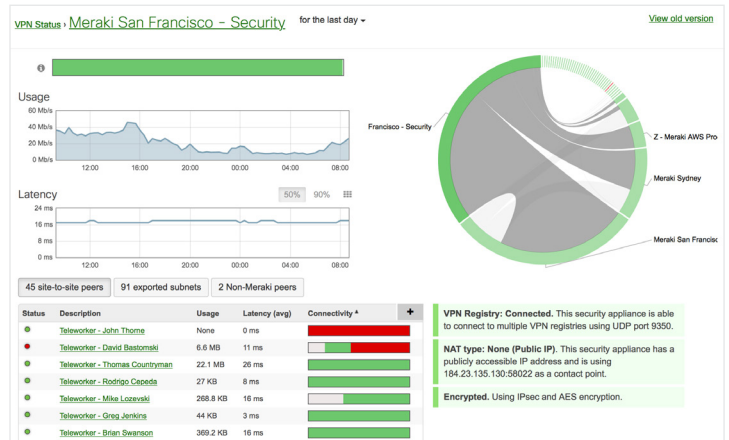 VPN Status › Meraki San Francisco - Security for the last day
View old version
Usage
60 Mb/s
40 Mb/s
20 Mb/s
0 Mb/s
12:00 16:00 20:00 00:00 04:00 08:00
Latency
50% 90%
24 ms
16 ms
8 ms
0 ms
12:00 16:00 20:00 00:00 04:00 08:00
Francisco - Security
Z - Meraki AWS Pro
Meraki Sydney
Meraki San Francisc
45 site-to-site peers 91 exported subnets 2 Non-Meraki peers
Status Description Usage Latency (avg) Connectivity +
Teleworker - John Thorne None 0 ms
Teleworker - David Bastomski 6.6 MB 11 ms
Teleworker - Thomas Countryman 22.1 MB 26 ms
Teleworker - Rodrigo Cepeda 27 KB 8 ms
Teleworker - Mike Lozevski 268.8 KB 16 ms
Teleworker - Greg Jenkins 44 KB 3 ms
Teleworker - Brian Swanson 369.2 KB 16 ms
VPN Registry: Connected. This security appliance is able
to connect to multiple VPN registries using UDP port 9350.
NAT type: None (Public IP). This security appliance has a
publicly accessible IP address and is using
184.23.135.130:58022 as a contact point.
Encrypted. Using IPsec and AES encryption.